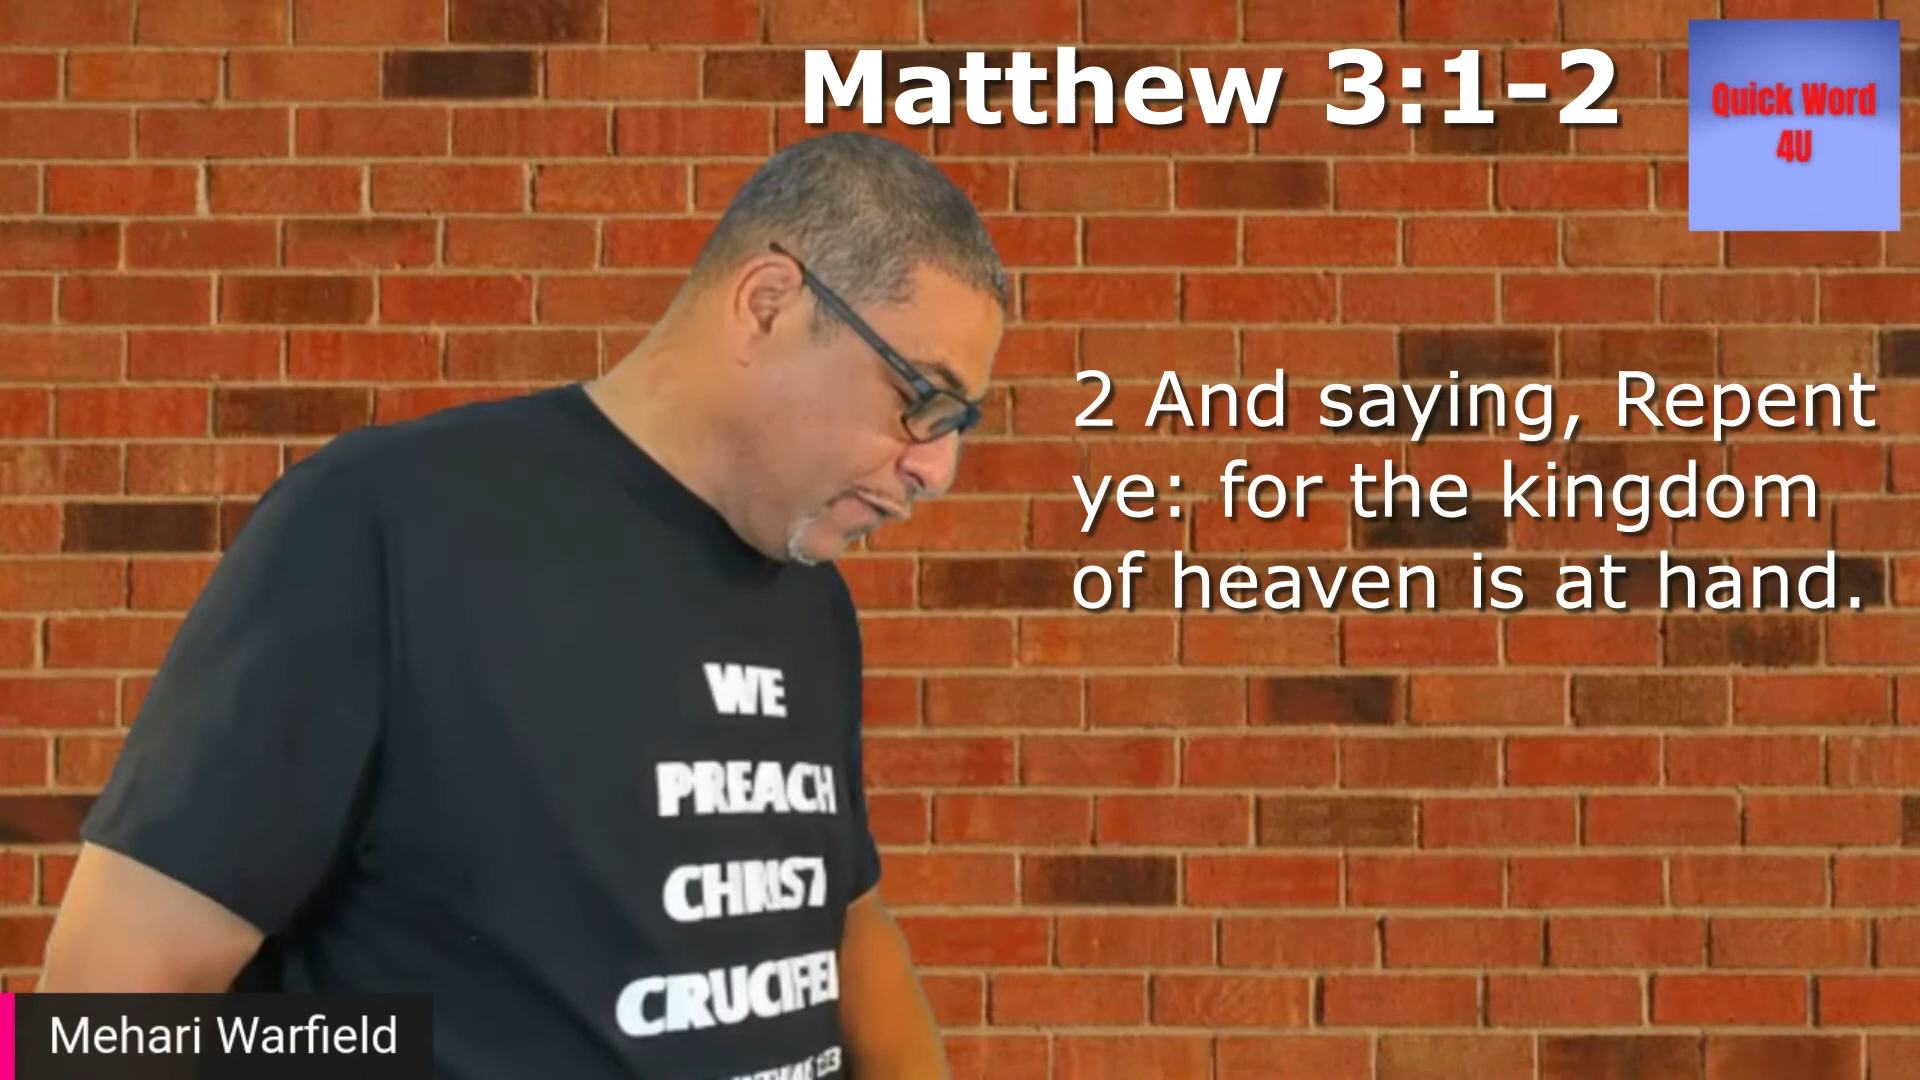 Matthew 3:1-2
Quick Word
4U
2 And saying, Repent
ye: for the kingdom
of heaven is at hand.
WE
PREACH
CHRIST
CRUCIFIE
Mehari Warfield